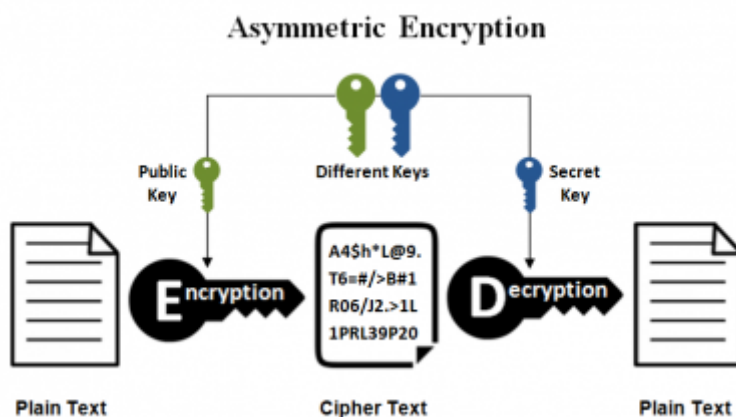 Asymmetric Encryption
Public Key
Different Keys
Secret Key
A4$h*L@9.
T6=#/>B#1
R06/J2.>1L
1PRL39P20
Encryption
Decryption
Plain Text
Cipher Text
Plain Text